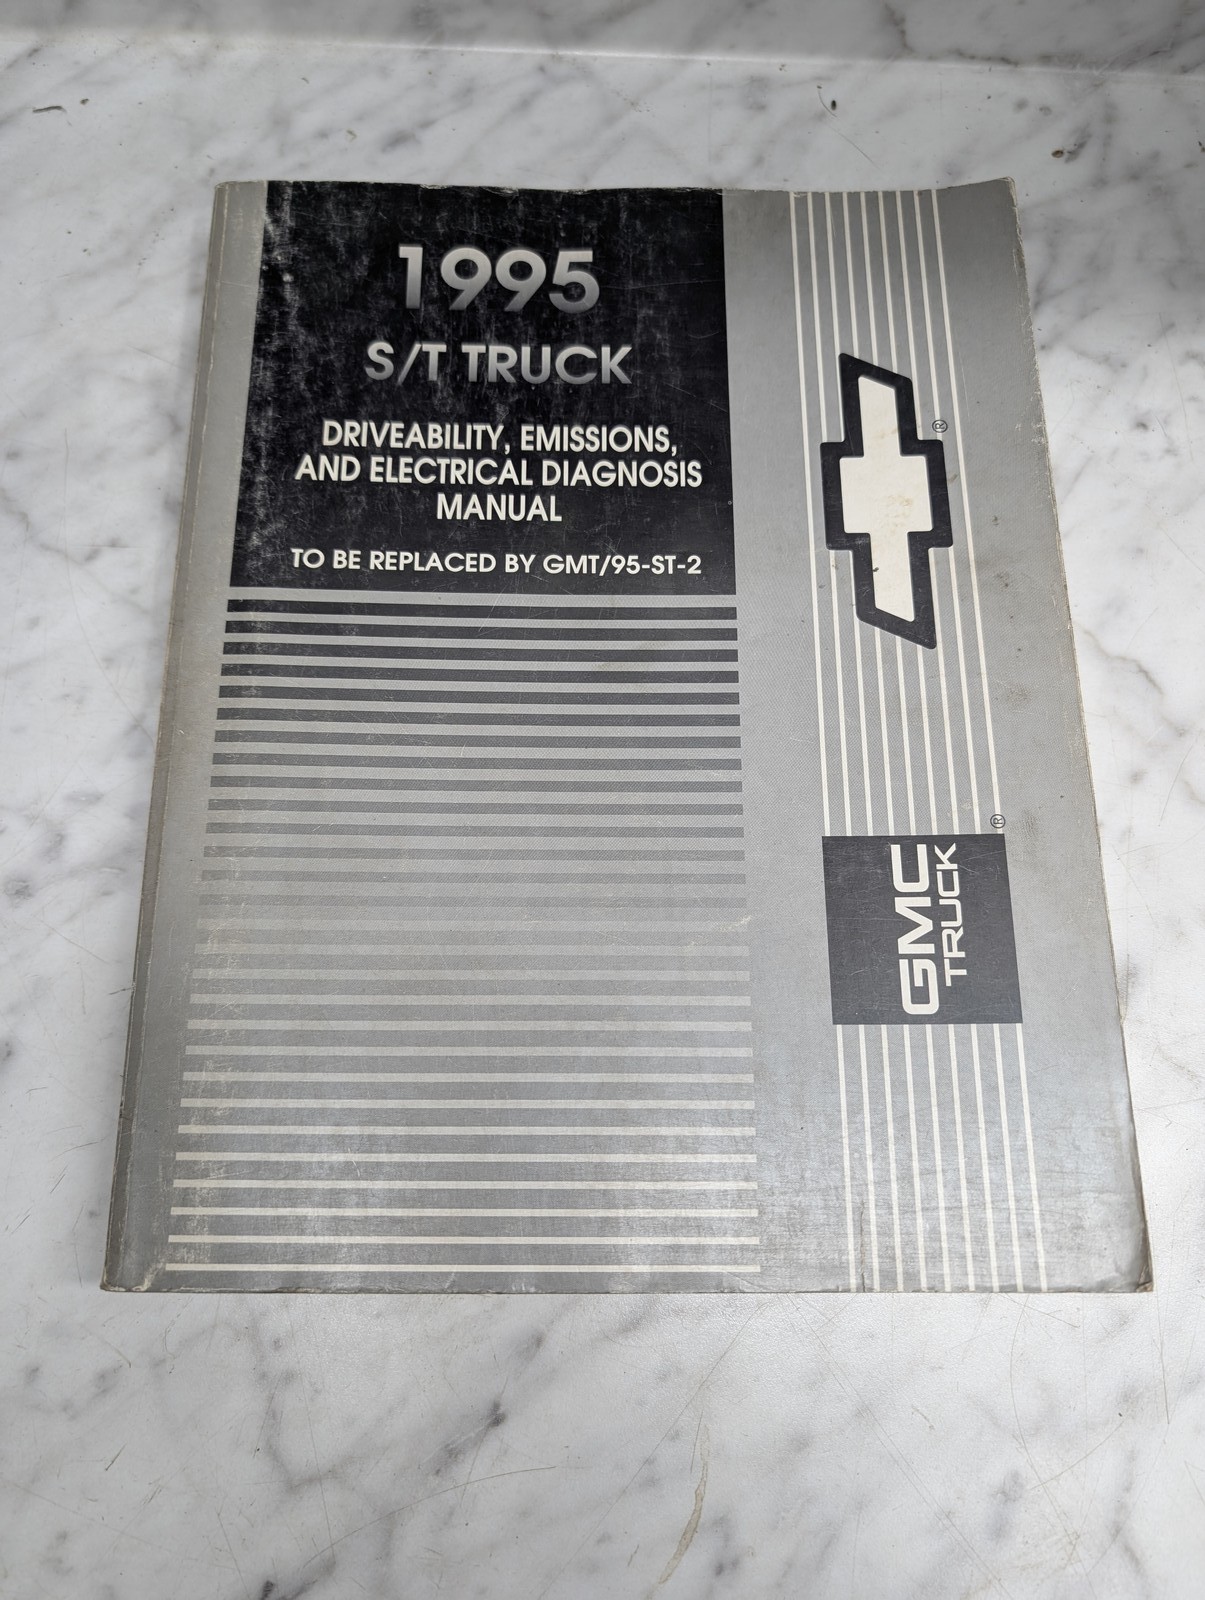 1995
S/T TRUCK
DRIVEABILITY, EMISSIONS,
AND ELECTRICAL DIAGNOSIS
MANUAL
TO BE REPLACED BY GMT/95-ST-2
®
®
GMC
TRUCK